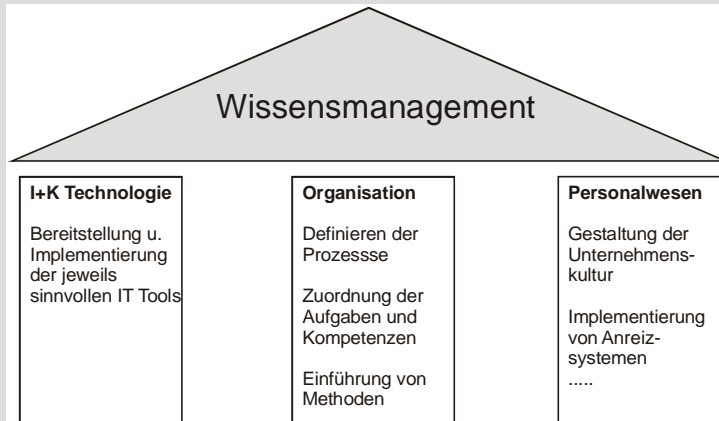 Wissensmanagement
I+K Technologie
Bereitstellung u.
Implementierung
der jeweils
sinnvollen IT Tools
Organisation
Definieren der
Prozessse
Zuordnung der
Aufgaben und
Kompetenzen
Einführung von
Methoden
Personalwesen
Gestaltung der
Unternehmens-
kultur
Implementierung
von Anreiz-
systemen
.....